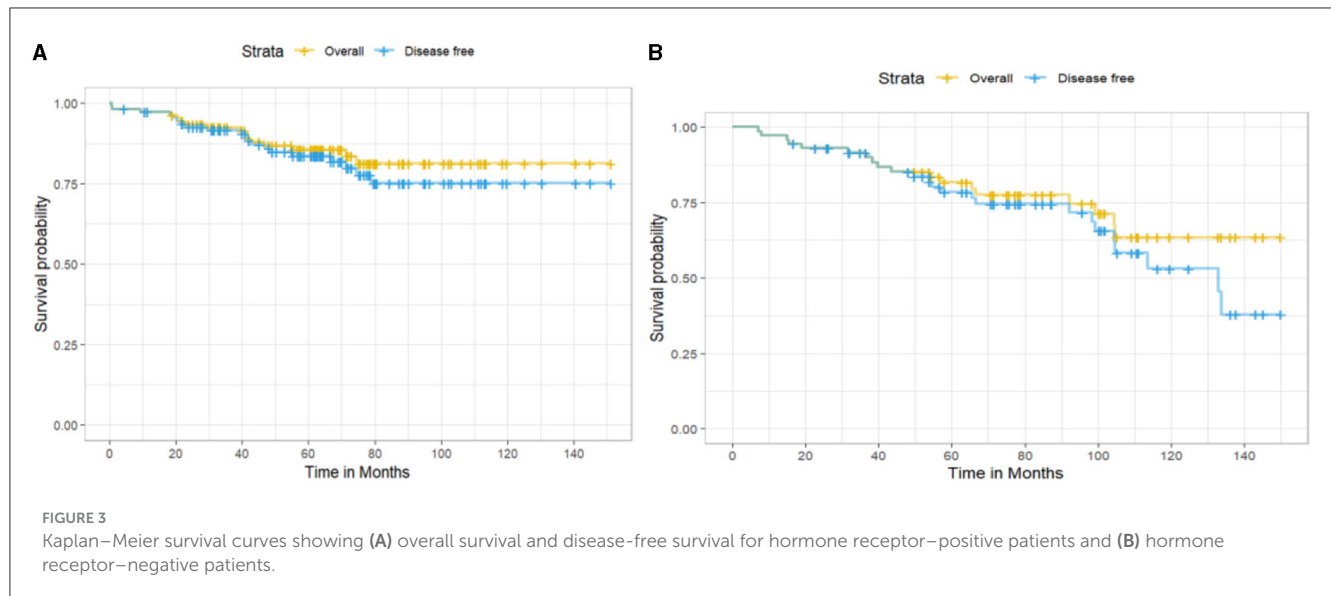 A
Strata Overall Disease free
1.00
0.75
0.50
0.25
0.00
Survival probability
0 20 40 60 80 100 120 140
Time in Months
B
Strata Overall Disease free
1.00
0.75
0.50
0.25
0.00
Survival probability
0 20 40 60 80 100 120 140
Time in Months
FIGURE 3
Kaplan–Meier survival curves showing (A) overall survival and disease-free survival for hormone receptor–positive patients and (B) hormone
receptor–negative patients.